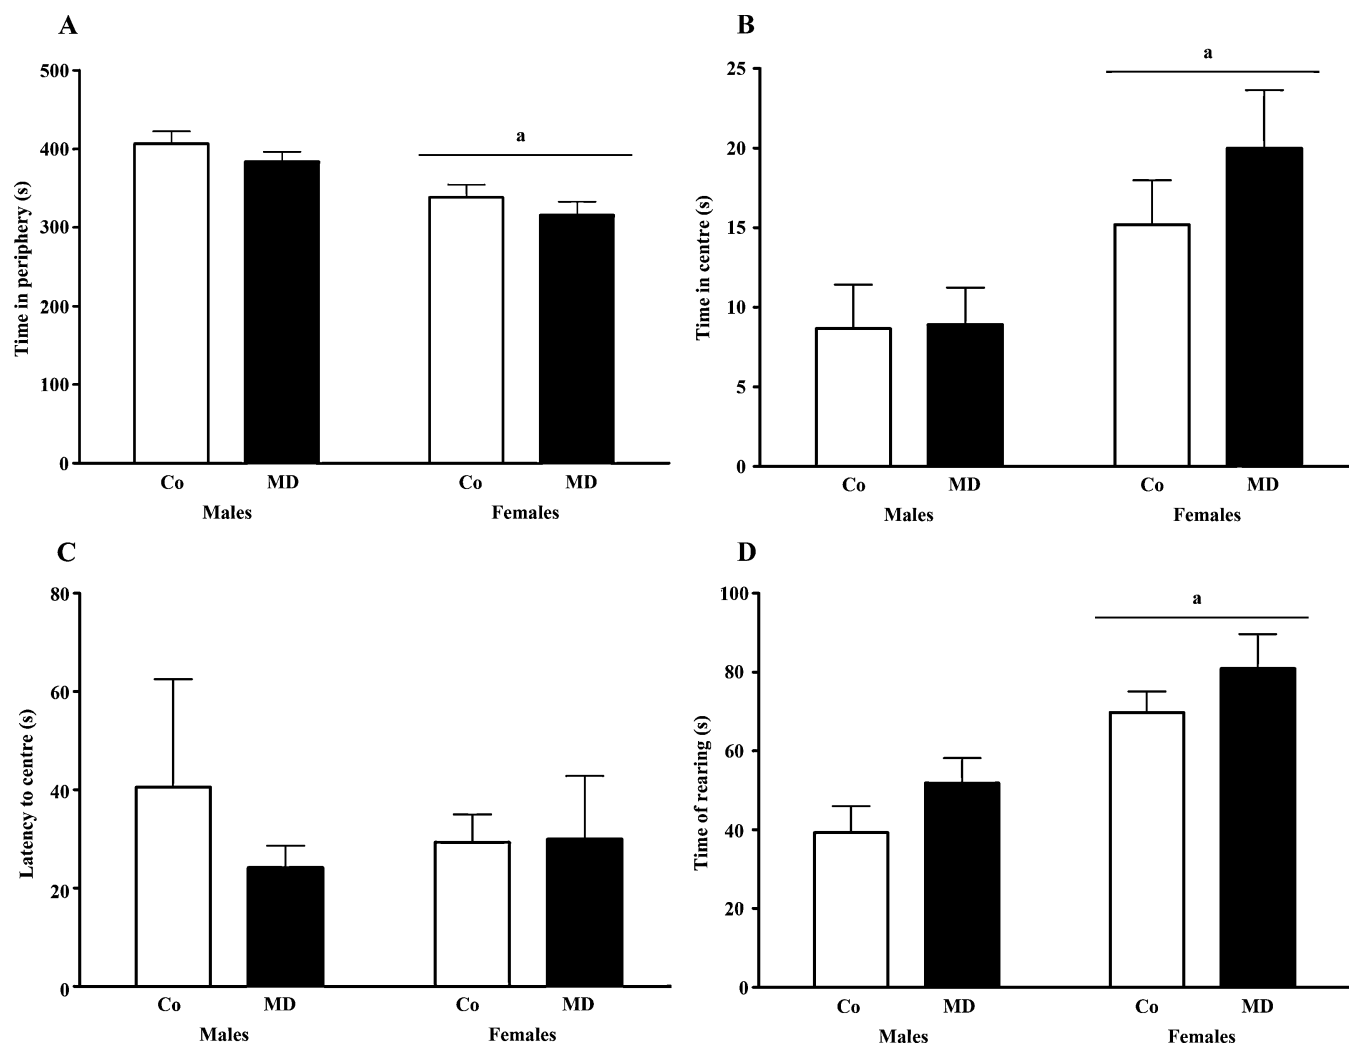 A
500
400
300
200
100
0
Time in periphery (s)
a
Co MD Co MD
Males Females
B
25
20
15
10
5
0
Time in centre (s)
a
Co MD Co MD
Males Females
C
80
60
40
20
0
Latency to centre (s)
Co MD Co MD
Males Females
D
100
80
60
40
20
0
Time of rearing (s)
a
Co MD Co MD
Males Females